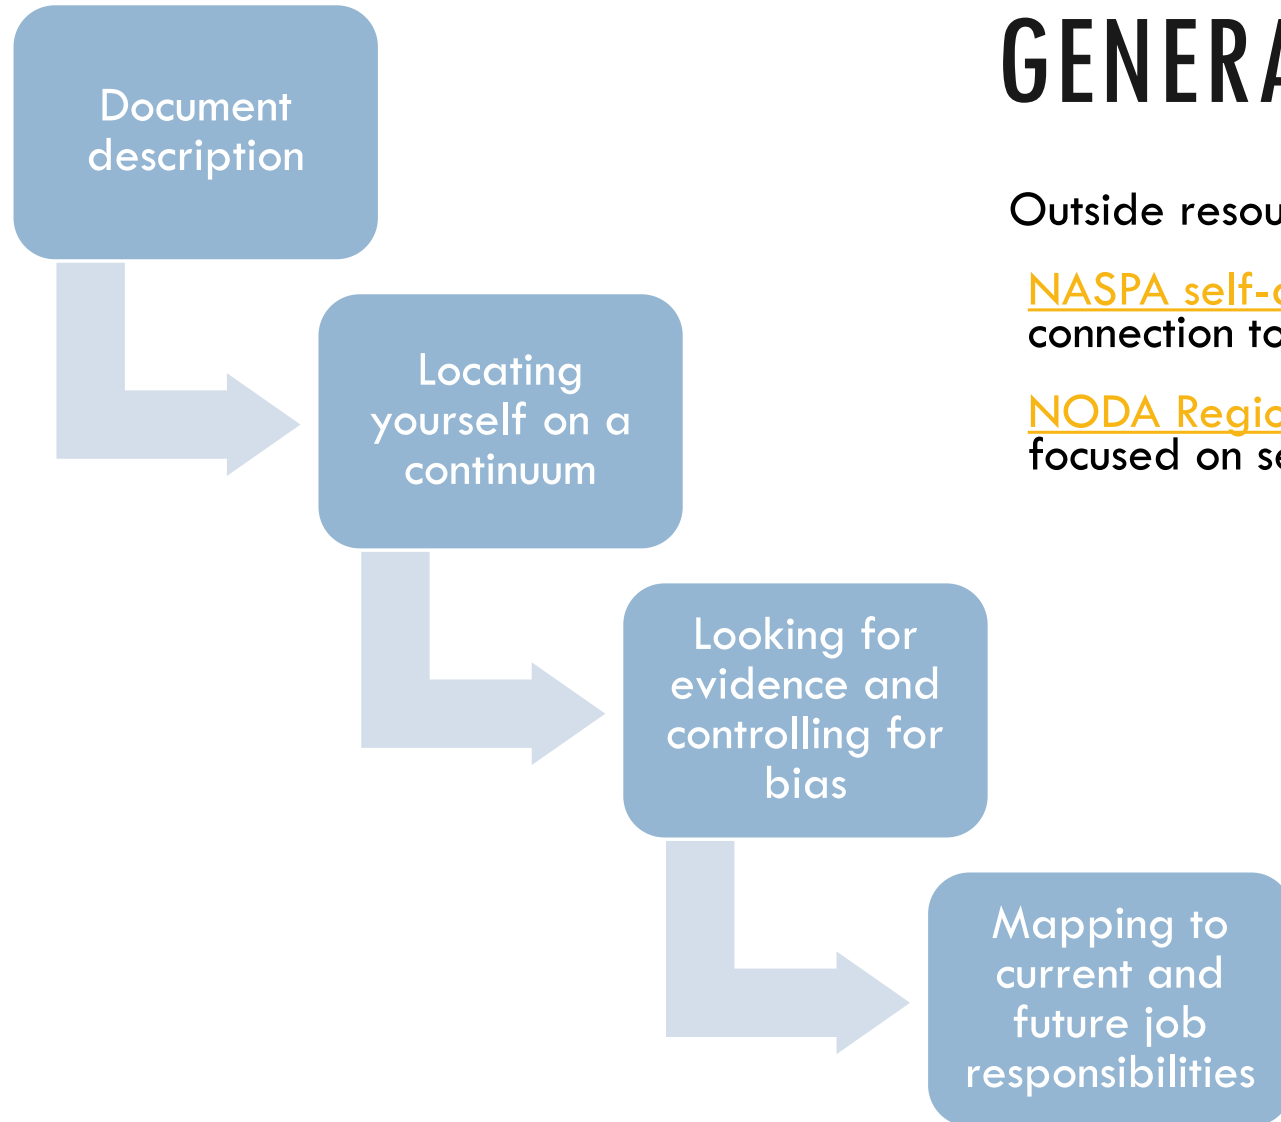 GENERA
Outside resou
NASPA self-
connection to
NODA Regio
focused on se
Document
description
Locating
yourself on a
continuum
Looking for
evidence and
controlling for
bias
Mapping to
current and
future job
responsibilities